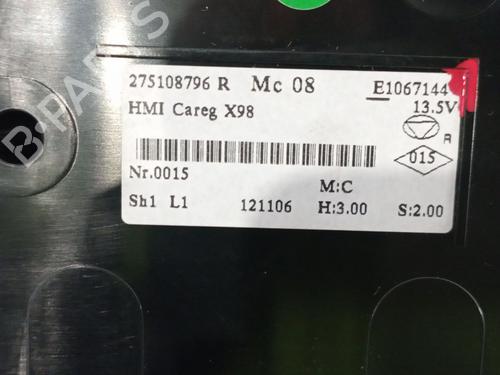 275108796 R Mc 08 E1067144
HMI Careg X98 13.5V
R
015
Nr.0015
M:C
Sh1 L1 121106 H:3.00 S:2.00
B-PARTS